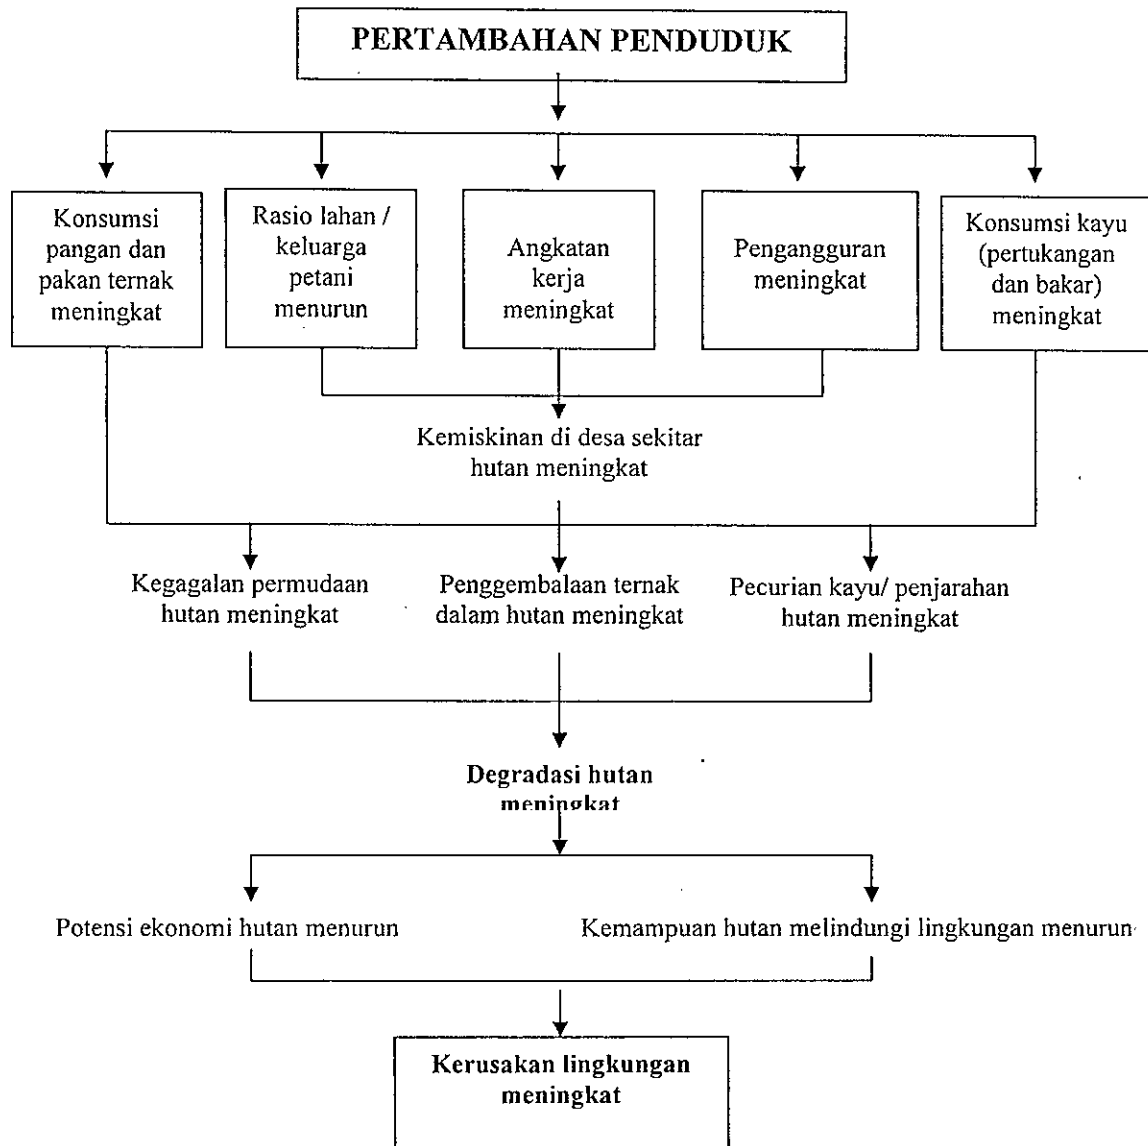 PERTAMBAHAN PENDUDUK
Konsumsi
pangan dan
pakan ternak
meningkat
Rasio lahan /
keluarga
petani
menurun
Angkatan
kerja
meningkat
Pengangguran
meningkat
Konsumsi kayu
(pertukangan
dan bakar)
meningkat
Kemiskinan di desa sekitar
hutan meningkat
Kegagalan permudaan
hutan meningkat
Penggembalaan ternak
dalam hutan meningkat
Pecurian kayu/ penjarahan
hutan meningkat
Degradasi hutan
meningkat
Potensi ekonomi hutan menurun
Kemampuan hutan melindungi lingkungan menurun
Kerusakan lingkungan
meningkat